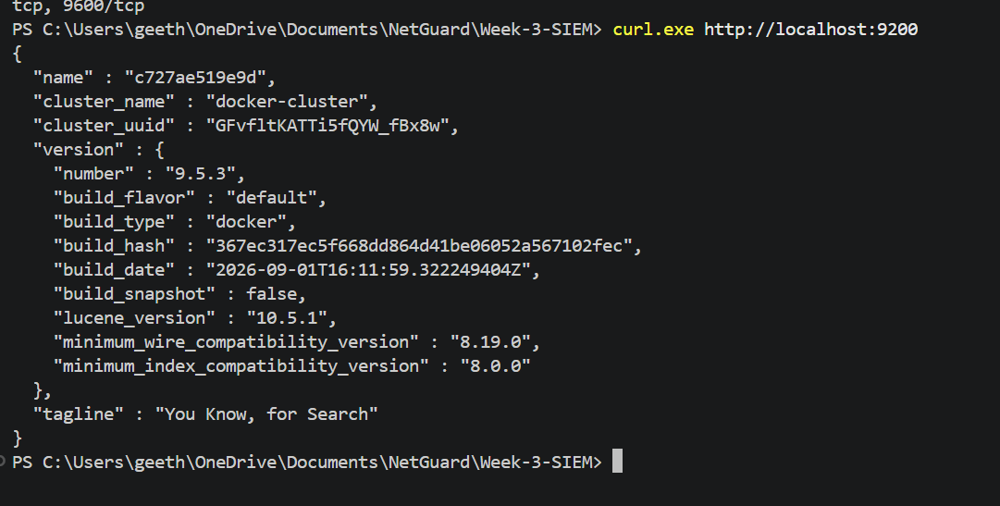 tcp, 9600/tcp
PS C:\Users\geeth\OneDrive\Documents\NetGuard\Week-3-SIEM> curl.exe http://localhost:9200
{
  "name" : "c727ae519e9d",
  "cluster_name" : "docker-cluster",
  "cluster_uuid" : "GFvfltKATTi5fQYW_fBx8w",
  "version" : {
    "number" : "9.5.3",
    "build_flavor" : "default",
    "build_type" : "docker",
    "build_hash" : "367ec317ec5f668dd864d41be06052a567102fec",
    "build_date" : "2026-09-01T16:11:59.322249404Z",
    "build_snapshot" : false,
    "lucene_version" : "10.5.1",
    "minimum_wire_compatibility_version" : "8.19.0",
    "minimum_index_compatibility_version" : "8.0.0"
  },
  "tagline" : "You Know, for Search"
}
PS C:\Users\geeth\OneDrive\Documents\NetGuard\Week-3-SIEM>